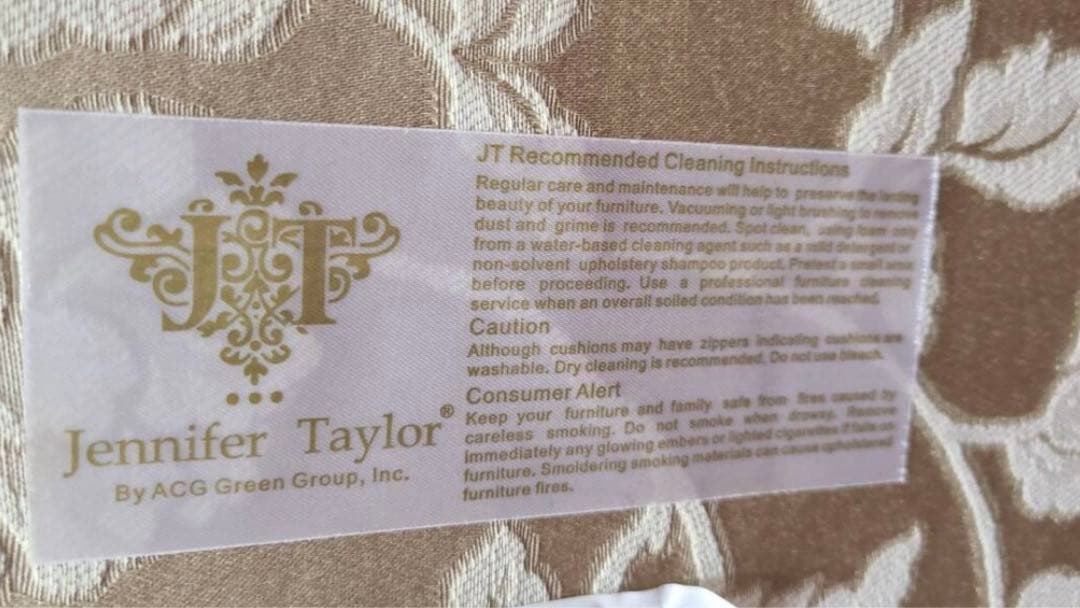 JT
Jennifer Taylor®
By ACG Green Group, Inc.
JT Recommended Cleaning Instructions
Regular care and maintenance will help to preserve the lasting
beauty of your furniture. Vacuuming or light brushing to remove
dust and grime is recommended. Spot clean, using foam only
from a water-based cleaning agent such as a mild detergent or
non-solvent upholstery shampoo product. Pretest a small area
before proceeding. Use a professional furniture cleaning
service when an overall soiled condition has been reached.
Caution
Although cushions may have zippers indicating cushions are
washable. Dry cleaning is recommended. Do not use bleach.
Consumer Alert
Keep your furniture and family safe from fires caused by
careless smoking. Do not smoke when drowsy. Remove
immediately any glowing embers or lighted cigarettes if falls on
furniture. Smoldering smoking materials can cause upholstered
furniture fires.